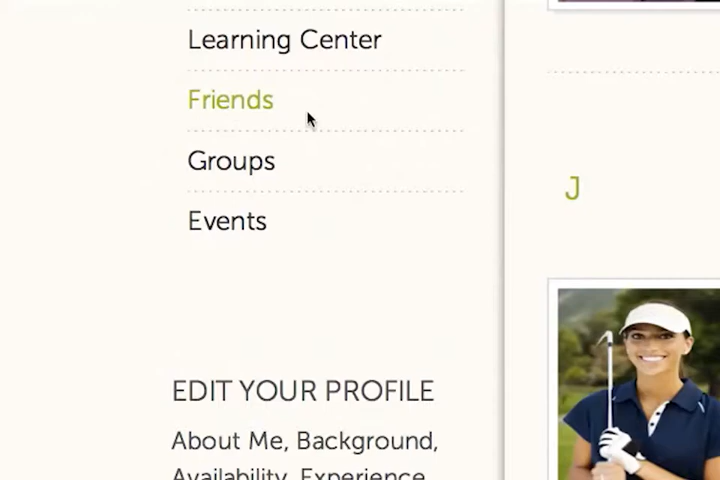 Learning Center
Friends
Groups
Events
J
EDIT YOUR PROFILE
About Me, Background,
Availability, Experience